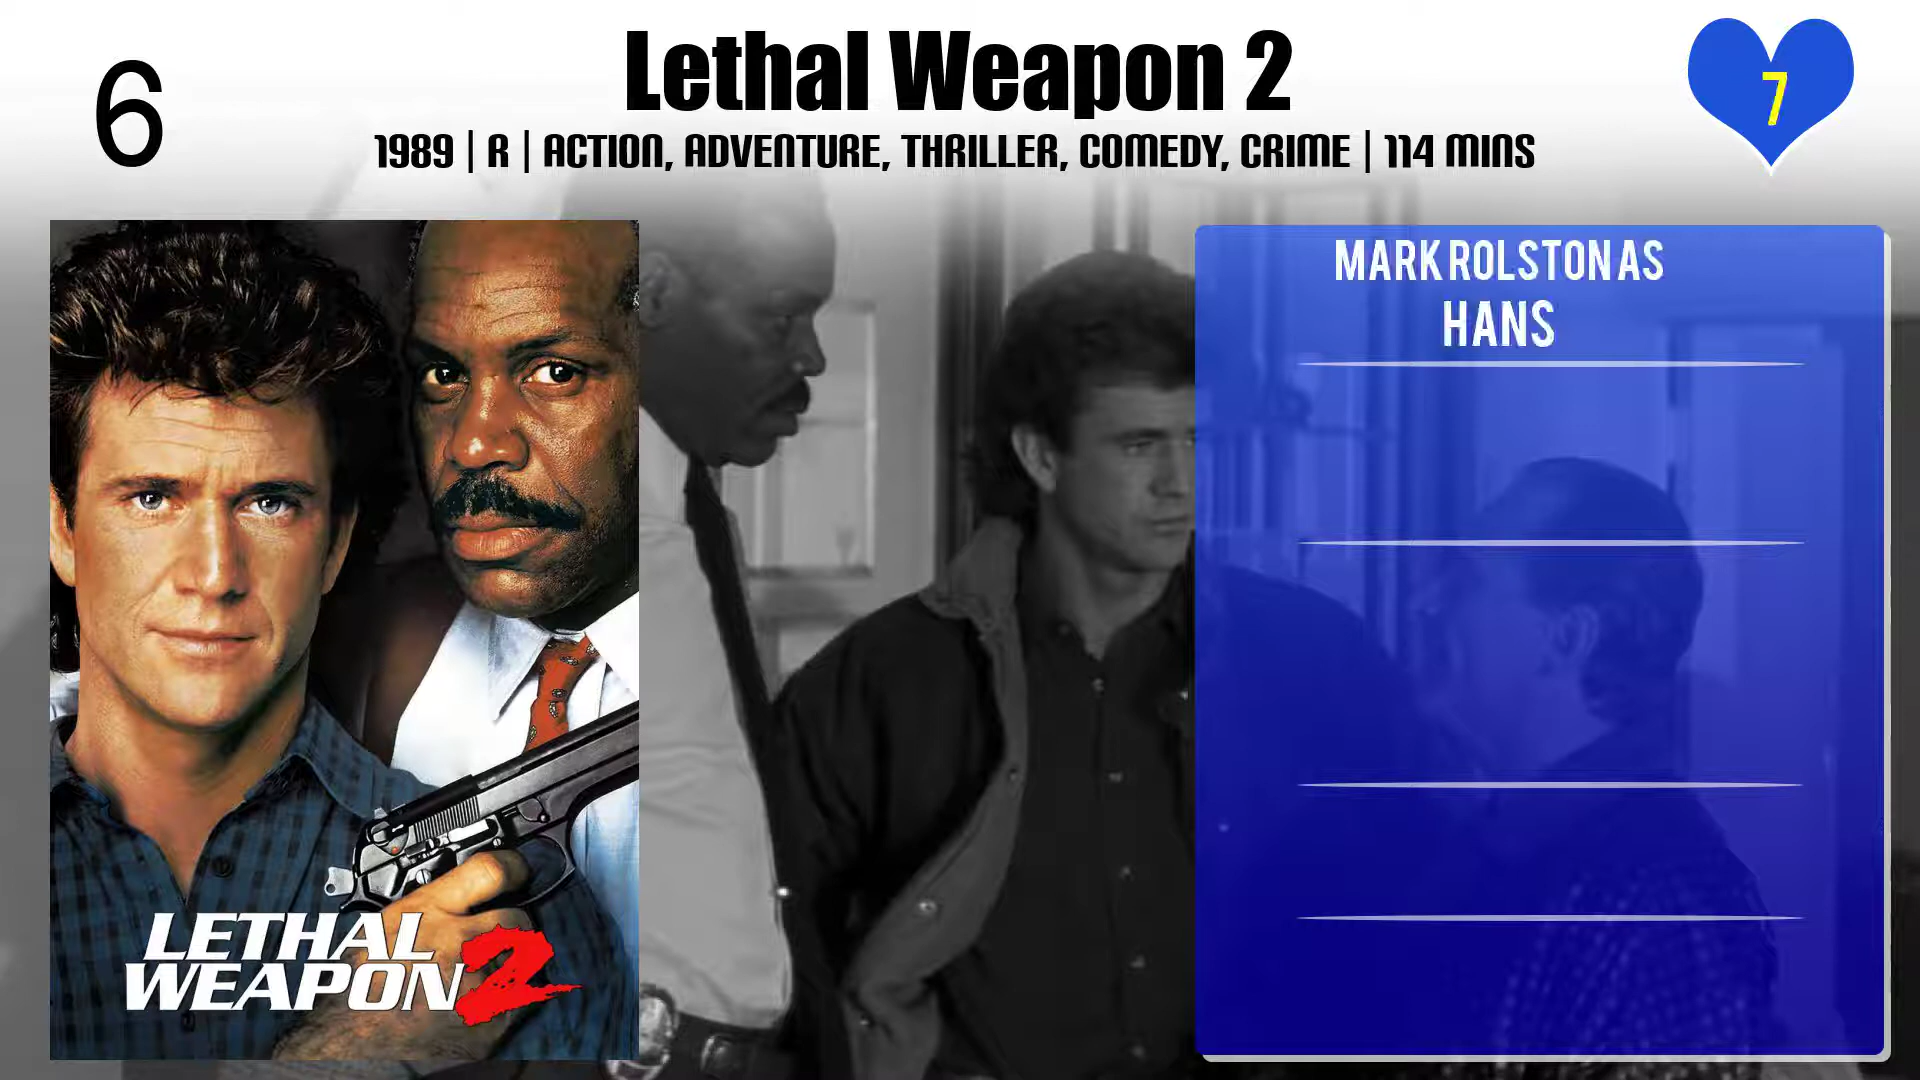 6
Lethal Weapon 2
1989 | R | ACTION, ADVENTURE, THRILLER, COMEDY, CRIME | 114 MINS
7
MARK ROLSTON AS
HANS
LETHAL
WEAPON 2